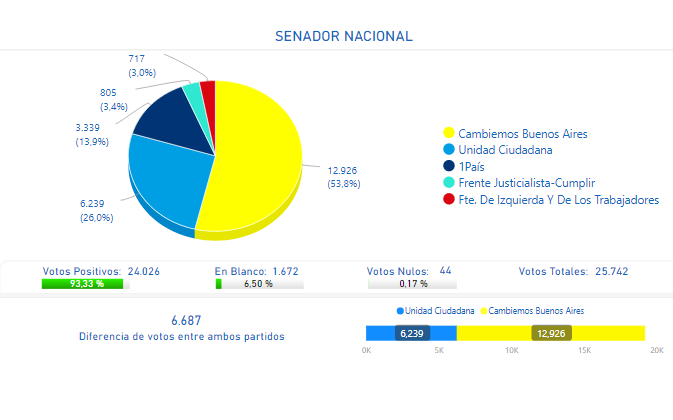 SENADOR NACIONAL
717
(3,0%)
805
(3,4%)
3.339
(13,9%)
6.239
(26,0%)
12.926
(53,8%)
Cambiemos Buenos Aires
Unidad Ciudadana
1País
Frente Justicialista-Cumplir
Fte. De Izquierda Y De Los Trabajadores
Votos Positivos: 24.026
93,33 %
En Blanco: 1.672
6,50 %
Votos Nulos: 44
0,17 %
Votos Totales: 25.742
6.687
Diferencia de votos entre ambos partidos
Unidad Ciudadana Cambiemos Buenos Aires
6,239 12,926
0K 5K 10K 15K 20K